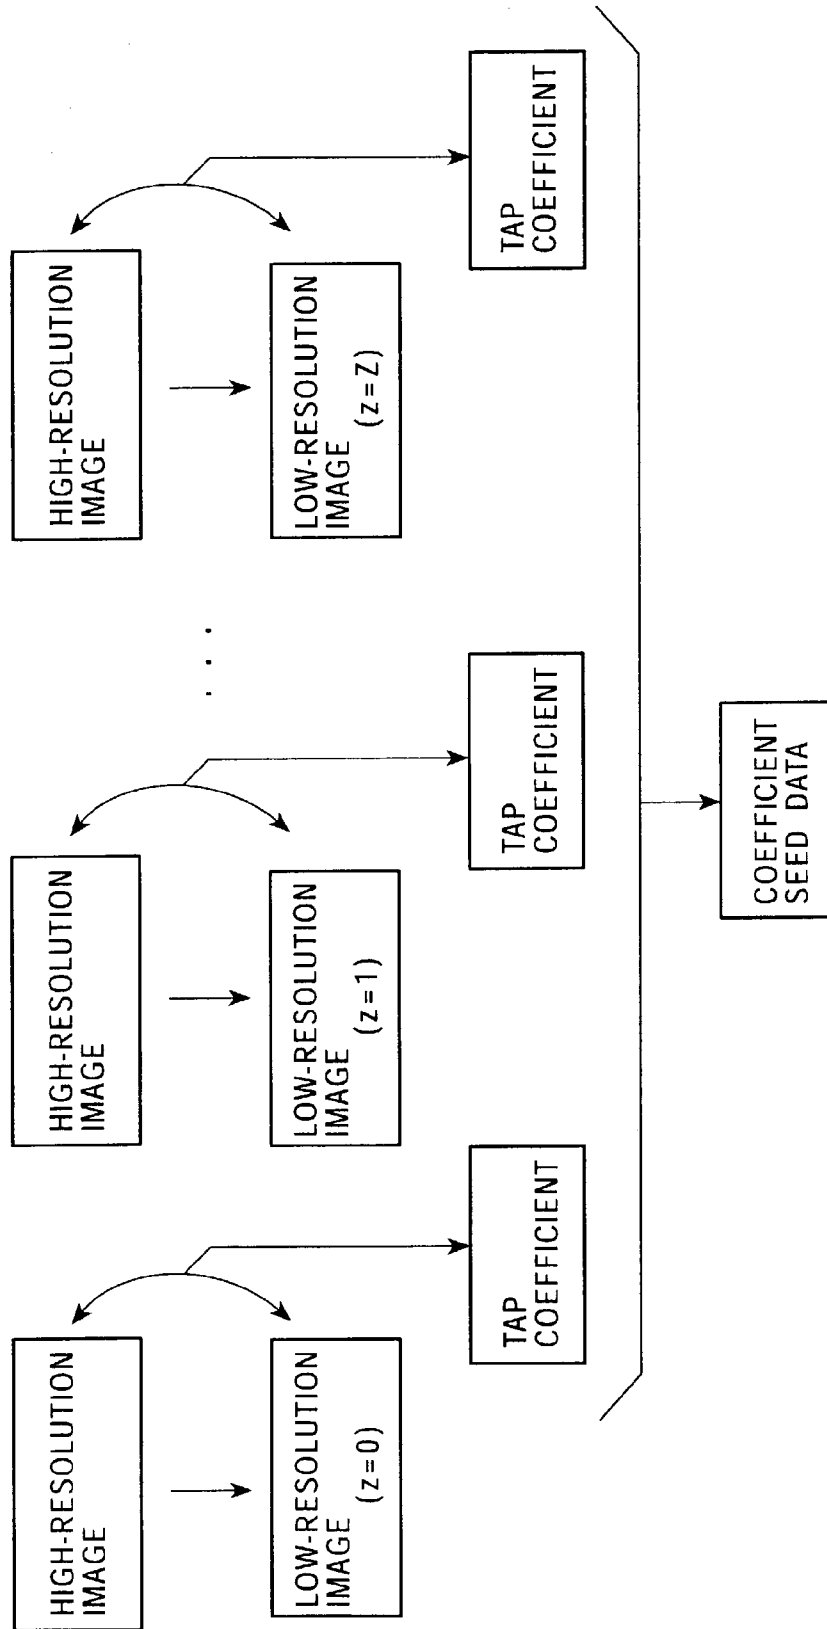 HIGH-RESOLUTION
IMAGE
LOW-RESOLUTION
IMAGE
(z=0)
TAP
COEFFICIENT
HIGH-RESOLUTION
IMAGE
LOW-RESOLUTION
IMAGE
(z=1)
TAP
COEFFICIENT
. . .
HIGH-RESOLUTION
IMAGE
LOW-RESOLUTION
IMAGE
(z=Z)
TAP
COEFFICIENT
COEFFICIENT
SEED DATA